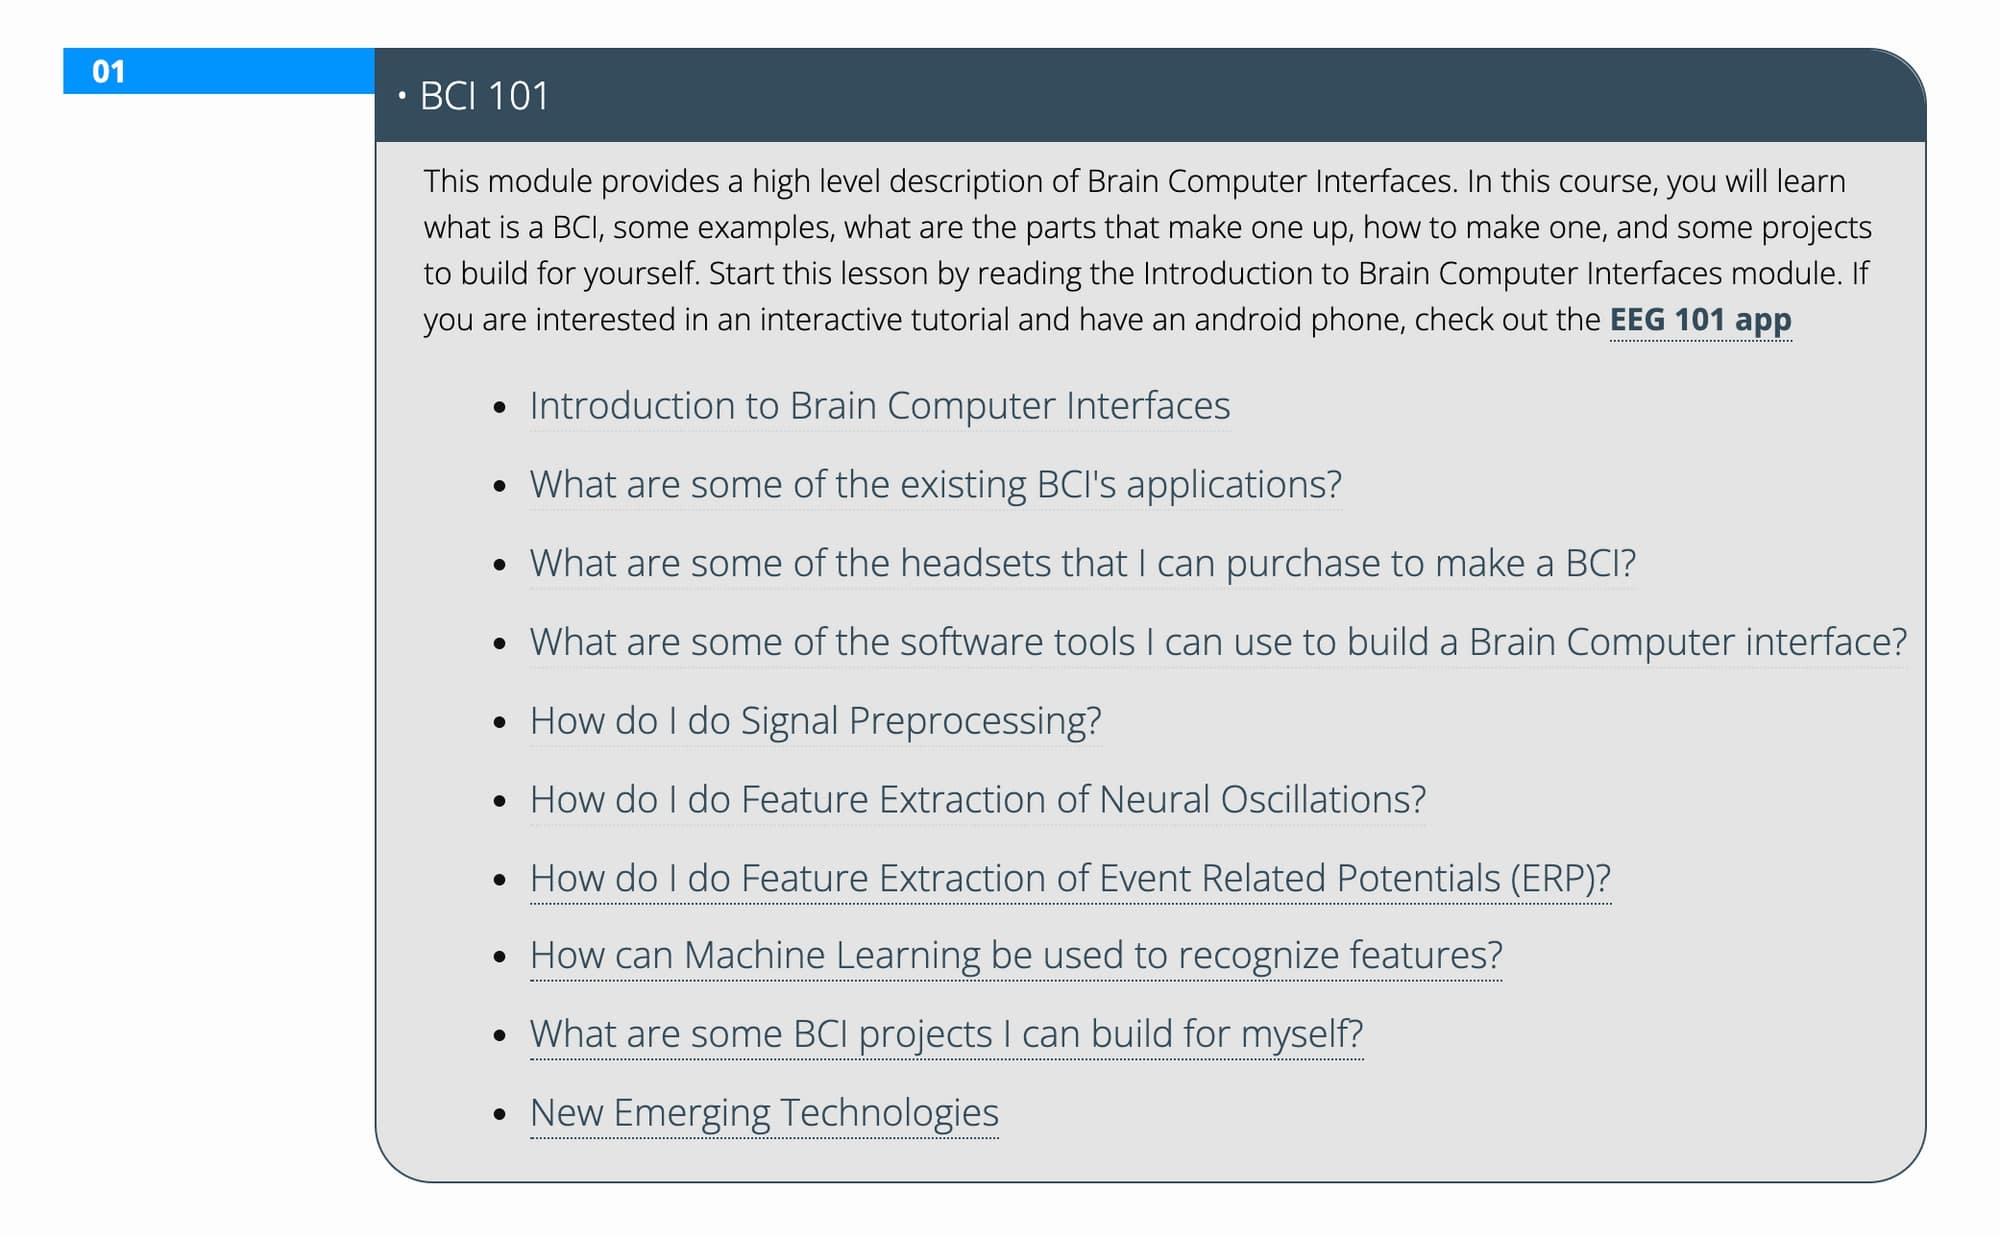 01
• BCI 101
This module provides a high level description of Brain Computer Interfaces. In this course, you will learn
what is a BCI, some examples, what are the parts that make one up, how to make one, and some projects
to build for yourself. Start this lesson by reading the Introduction to Brain Computer Interfaces module. If
you are interested in an interactive tutorial and have an android phone, check out the EEG 101 app
• Introduction to Brain Computer Interfaces
• What are some of the existing BCI's applications?
• What are some of the headsets that I can purchase to make a BCI?
• What are some of the software tools I can use to build a Brain Computer interface?
• How do I do Signal Preprocessing?
• How do I do Feature Extraction of Neural Oscillations?
• How do I do Feature Extraction of Event Related Potentials (ERP)?
• How can Machine Learning be used to recognize features?
• What are some BCI projects I can build for myself?
• New Emerging Technologies